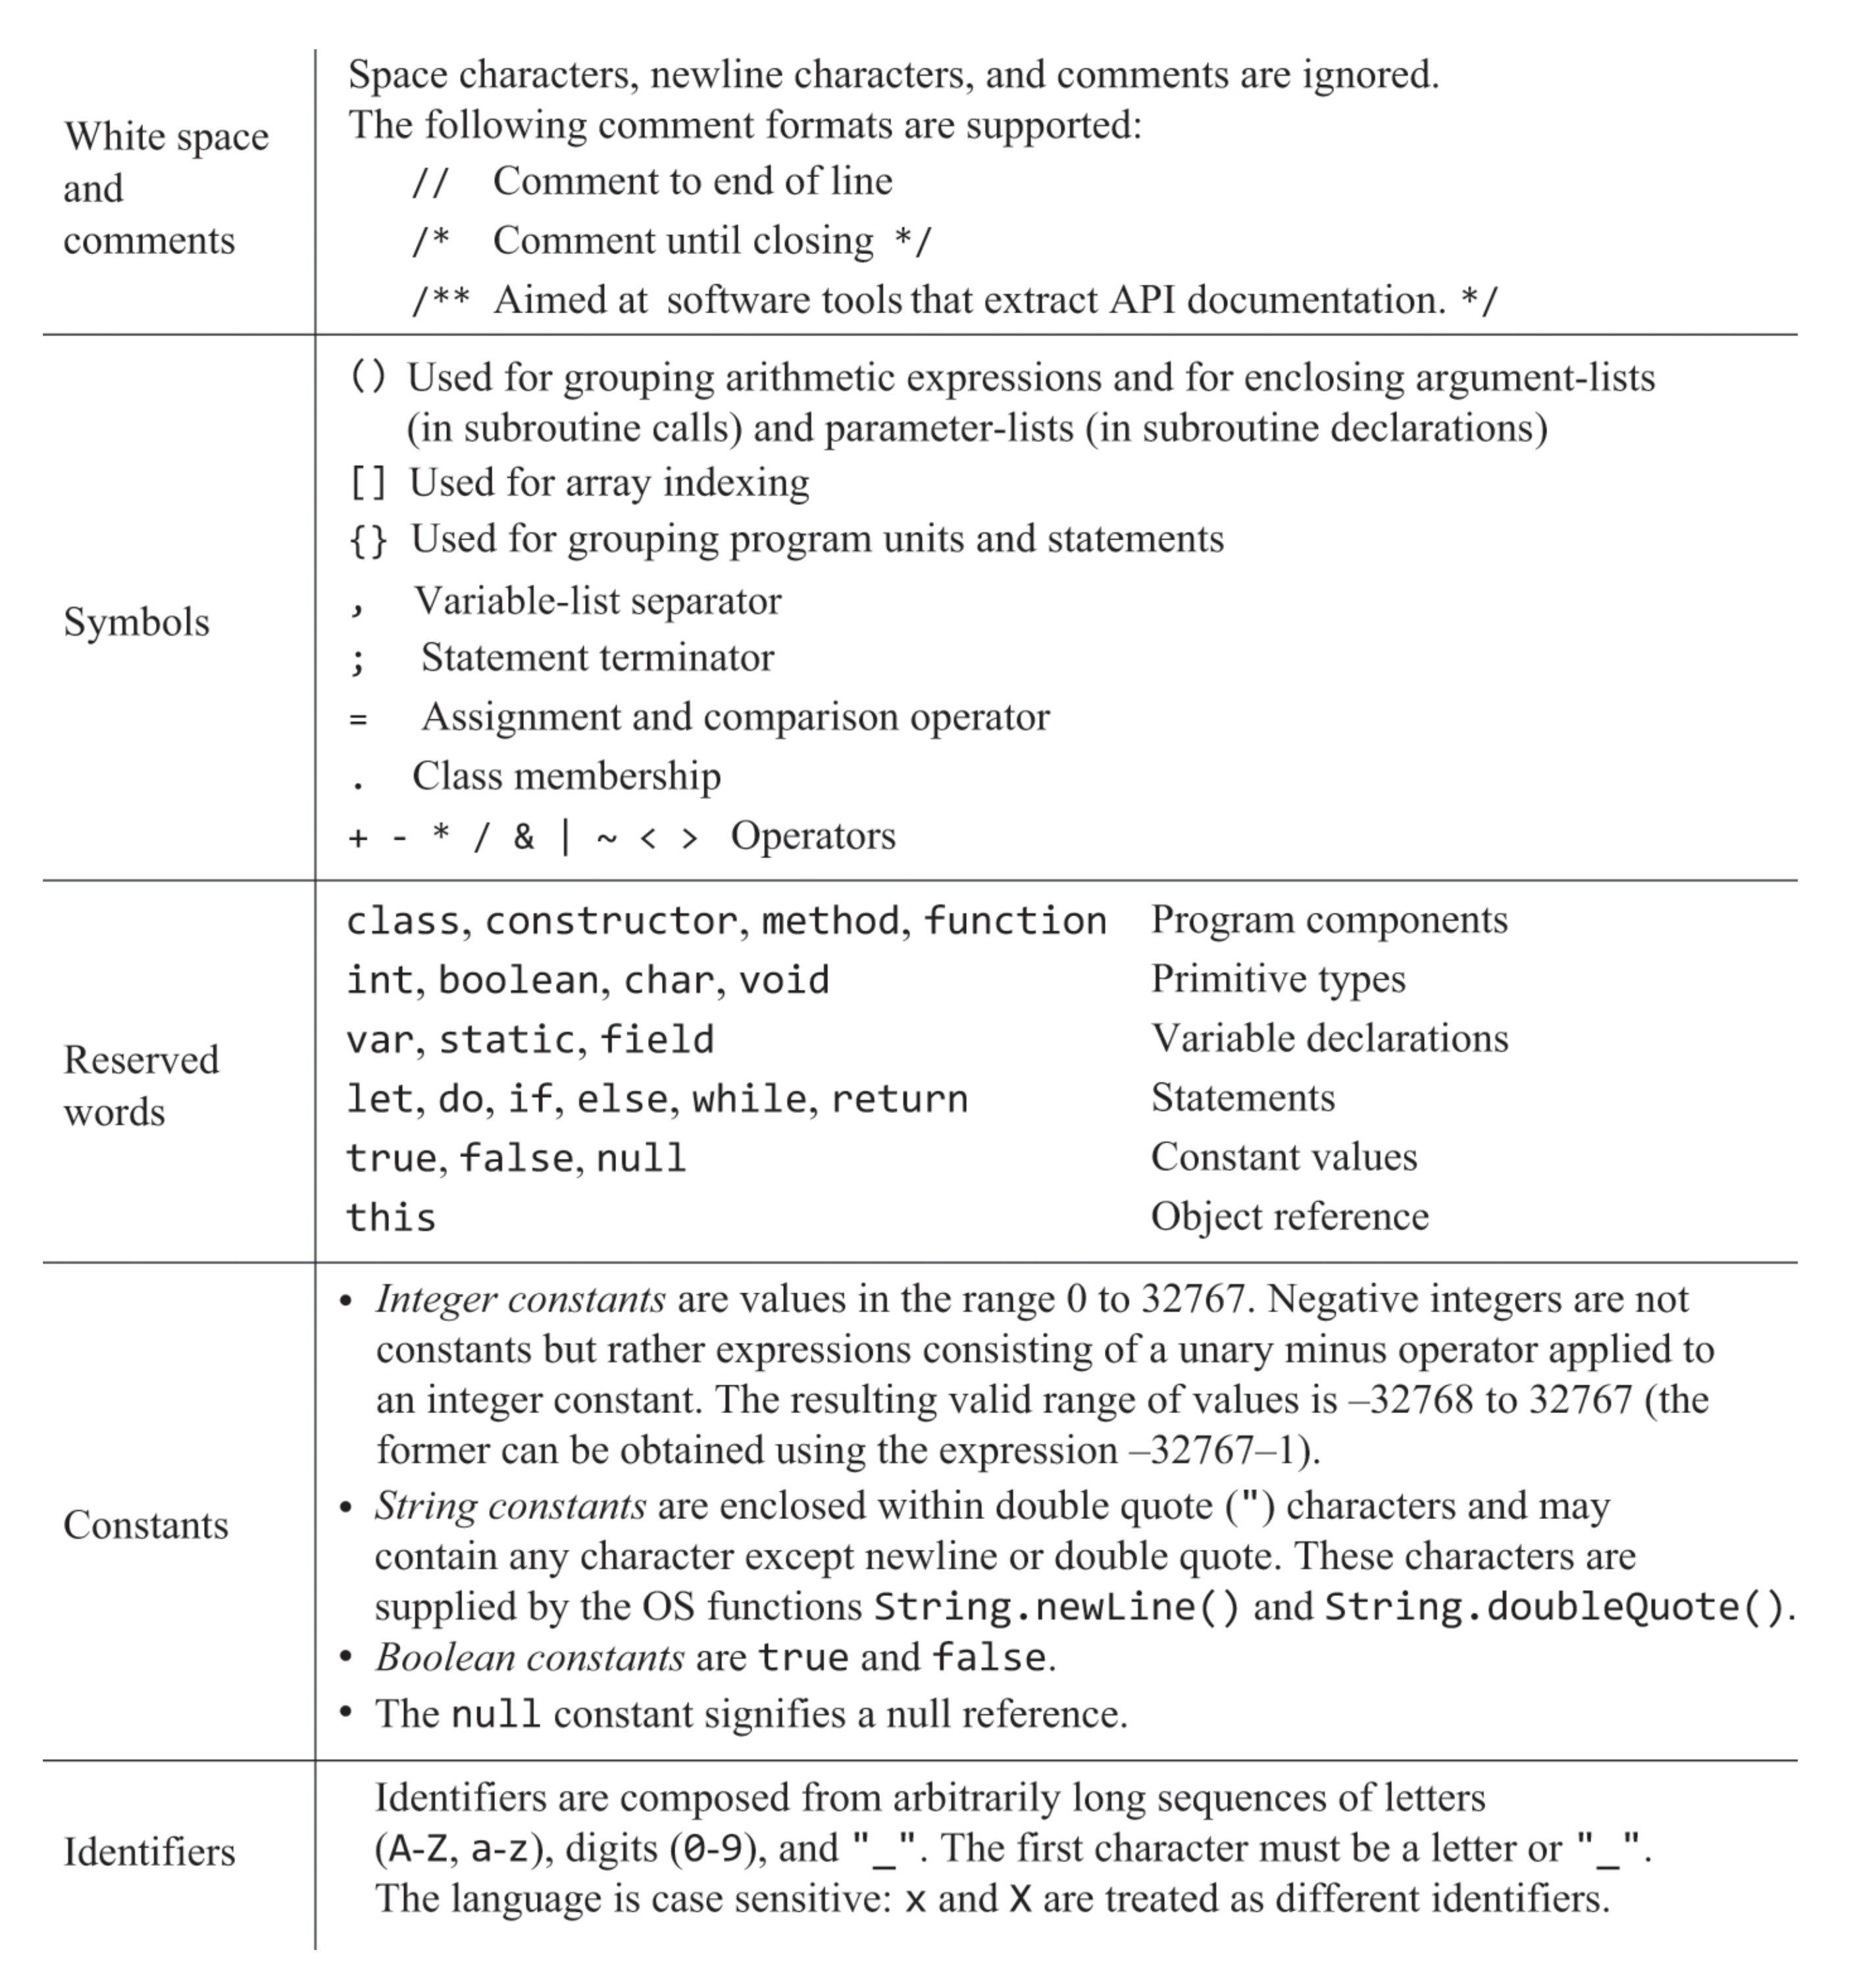 White space
and
comments
Space characters, newline characters, and comments are ignored.
The following comment formats are supported:
// Comment to end of line
/* Comment until closing */
/** Aimed at software tools that extract API documentation. */
Symbols
() Used for grouping arithmetic expressions and for enclosing argument-lists
(in subroutine calls) and parameter-lists (in subroutine declarations)
[] Used for array indexing
{} Used for grouping program units and statements
, Variable-list separator
; Statement terminator
= Assignment and comparison operator
. Class membership
+ - * / & | ~ < > Operators
Reserved
words
class, constructor, method, function Program components
int, boolean, char, void Primitive types
var, static, field Variable declarations
let, do, if, else, while, return Statements
true, false, null Constant values
this Object reference
Constants
• Integer constants are values in the range 0 to 32767. Negative integers are not
constants but rather expressions consisting of a unary minus operator applied to
an integer constant. The resulting valid range of values is –32768 to 32767 (the
former can be obtained using the expression –32767–1).
• String constants are enclosed within double quote (") characters and may
contain any character except newline or double quote. These characters are
supplied by the OS functions String.newLine() and String.doubleQuote().
• Boolean constants are true and false.
• The null constant signifies a null reference.
Identifiers
Identifiers are composed from arbitrarily long sequences of letters
(A-Z, a-z), digits (0-9), and "_". The first character must be a letter or "_".
The language is case sensitive: x and X are treated as different identifiers.